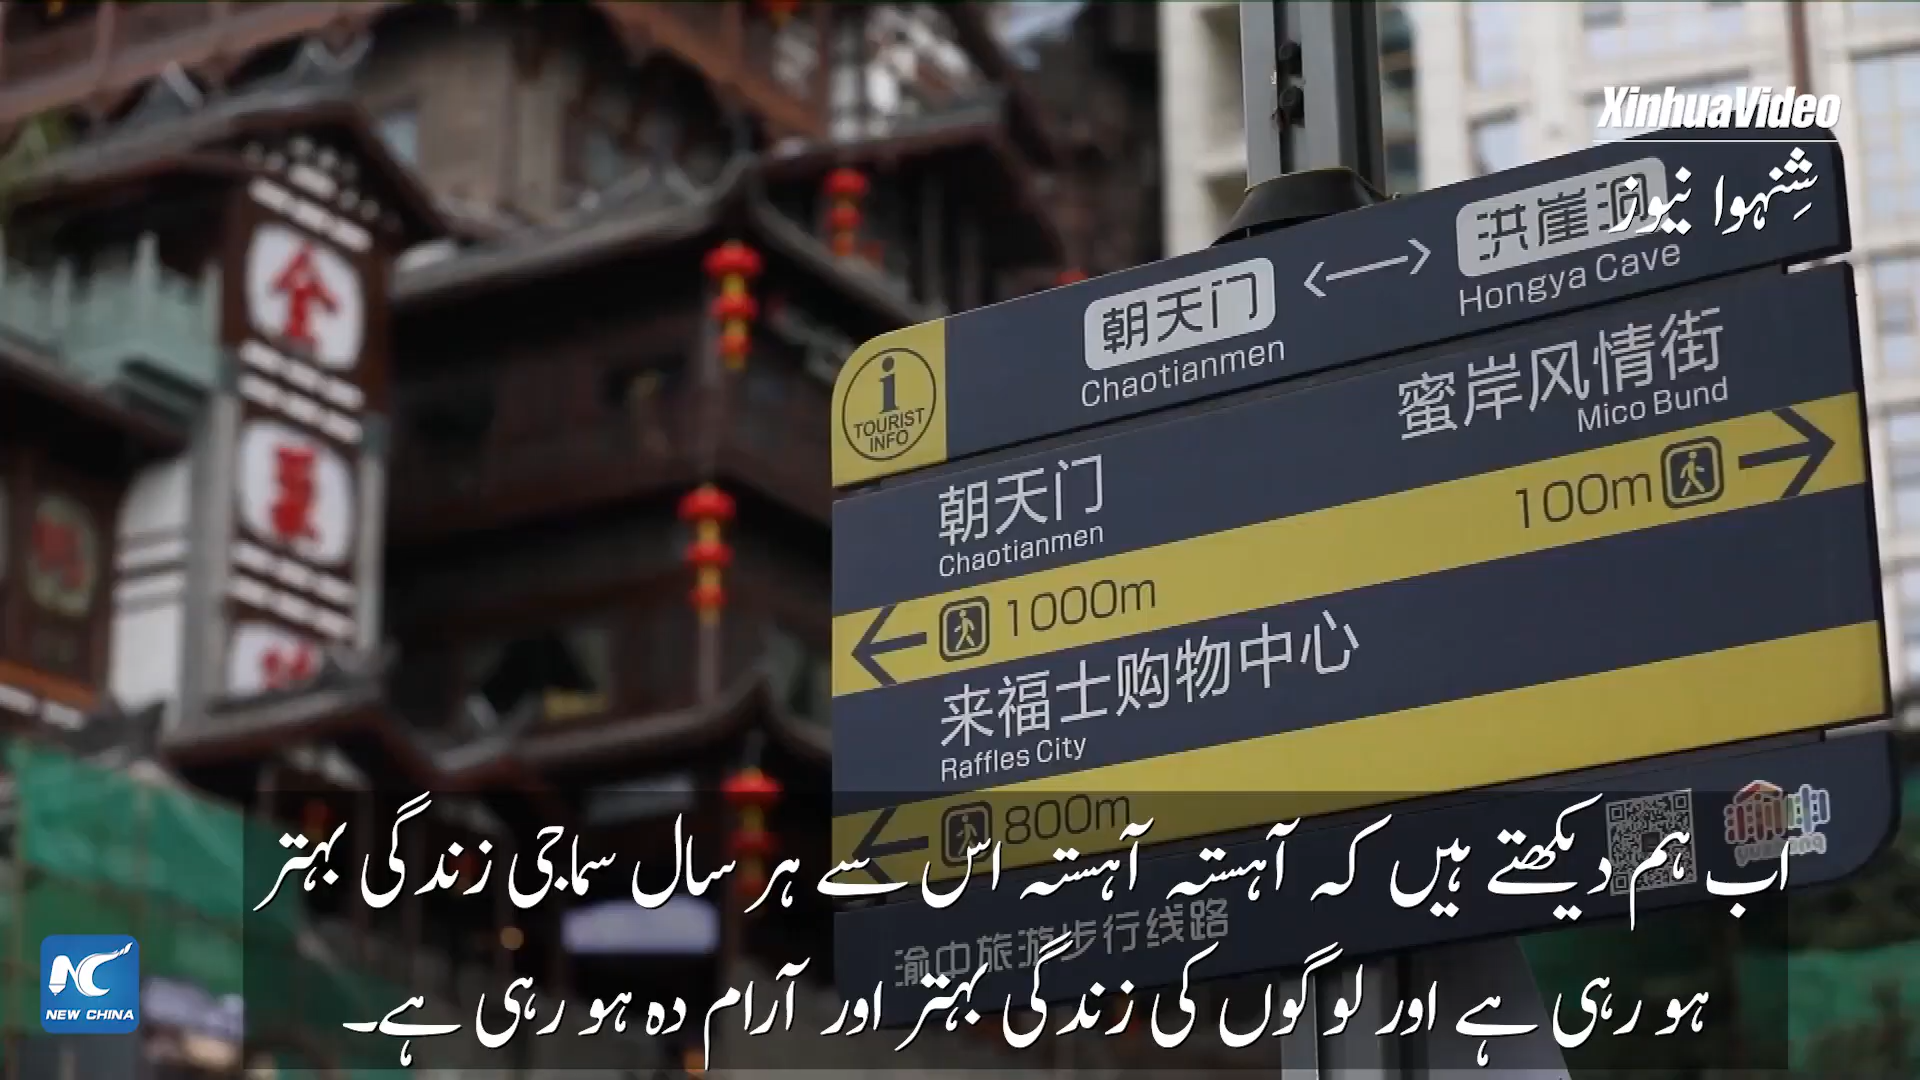 XinhuaVideo
شِنہوا نیوز
洪崖洞
Hongya Cave
朝天门
Chaotianmen
TOURIST
INFO
蜜岸风情街
Mico Bund
100m
朝天门
Chaotianmen
1000m
来福士购物中心
Raffles City
800m
渝中旅游步行线路
اب ہم دیکھتے ہیں کہ آہستہ آہستہ اس سے ہر سال سماجی زندگی بہتر
ہو رہی ہے اور لوگوں کی زندگی بہتر اور آرام دہ ہو رہی ہے۔
NEW CHINA